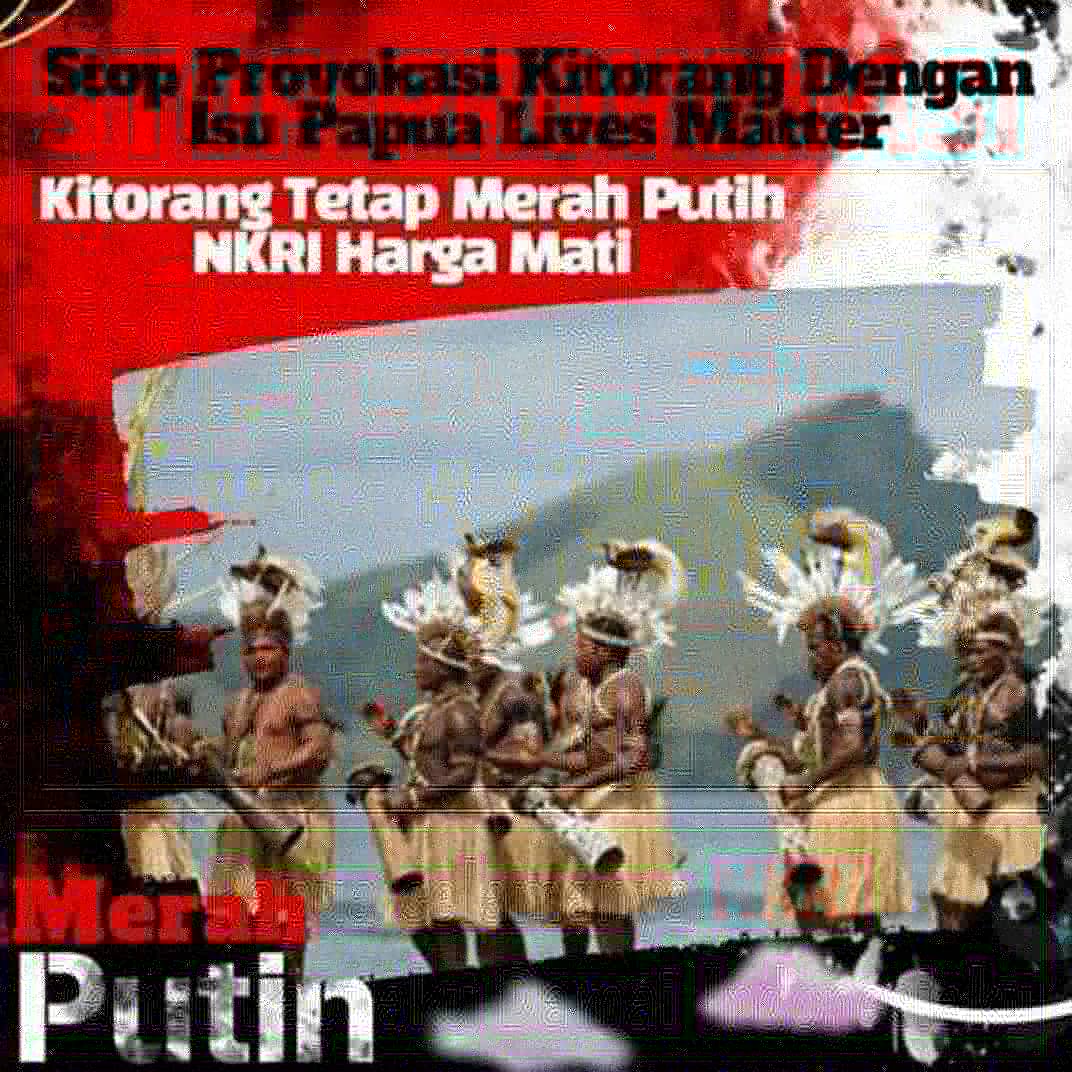 Stop Provokasi Kitorang Dengan
Isu Papua Lives Matter
Kitorang Tetap Merah Putih
NKRI Harga Mati
Merah
Putih